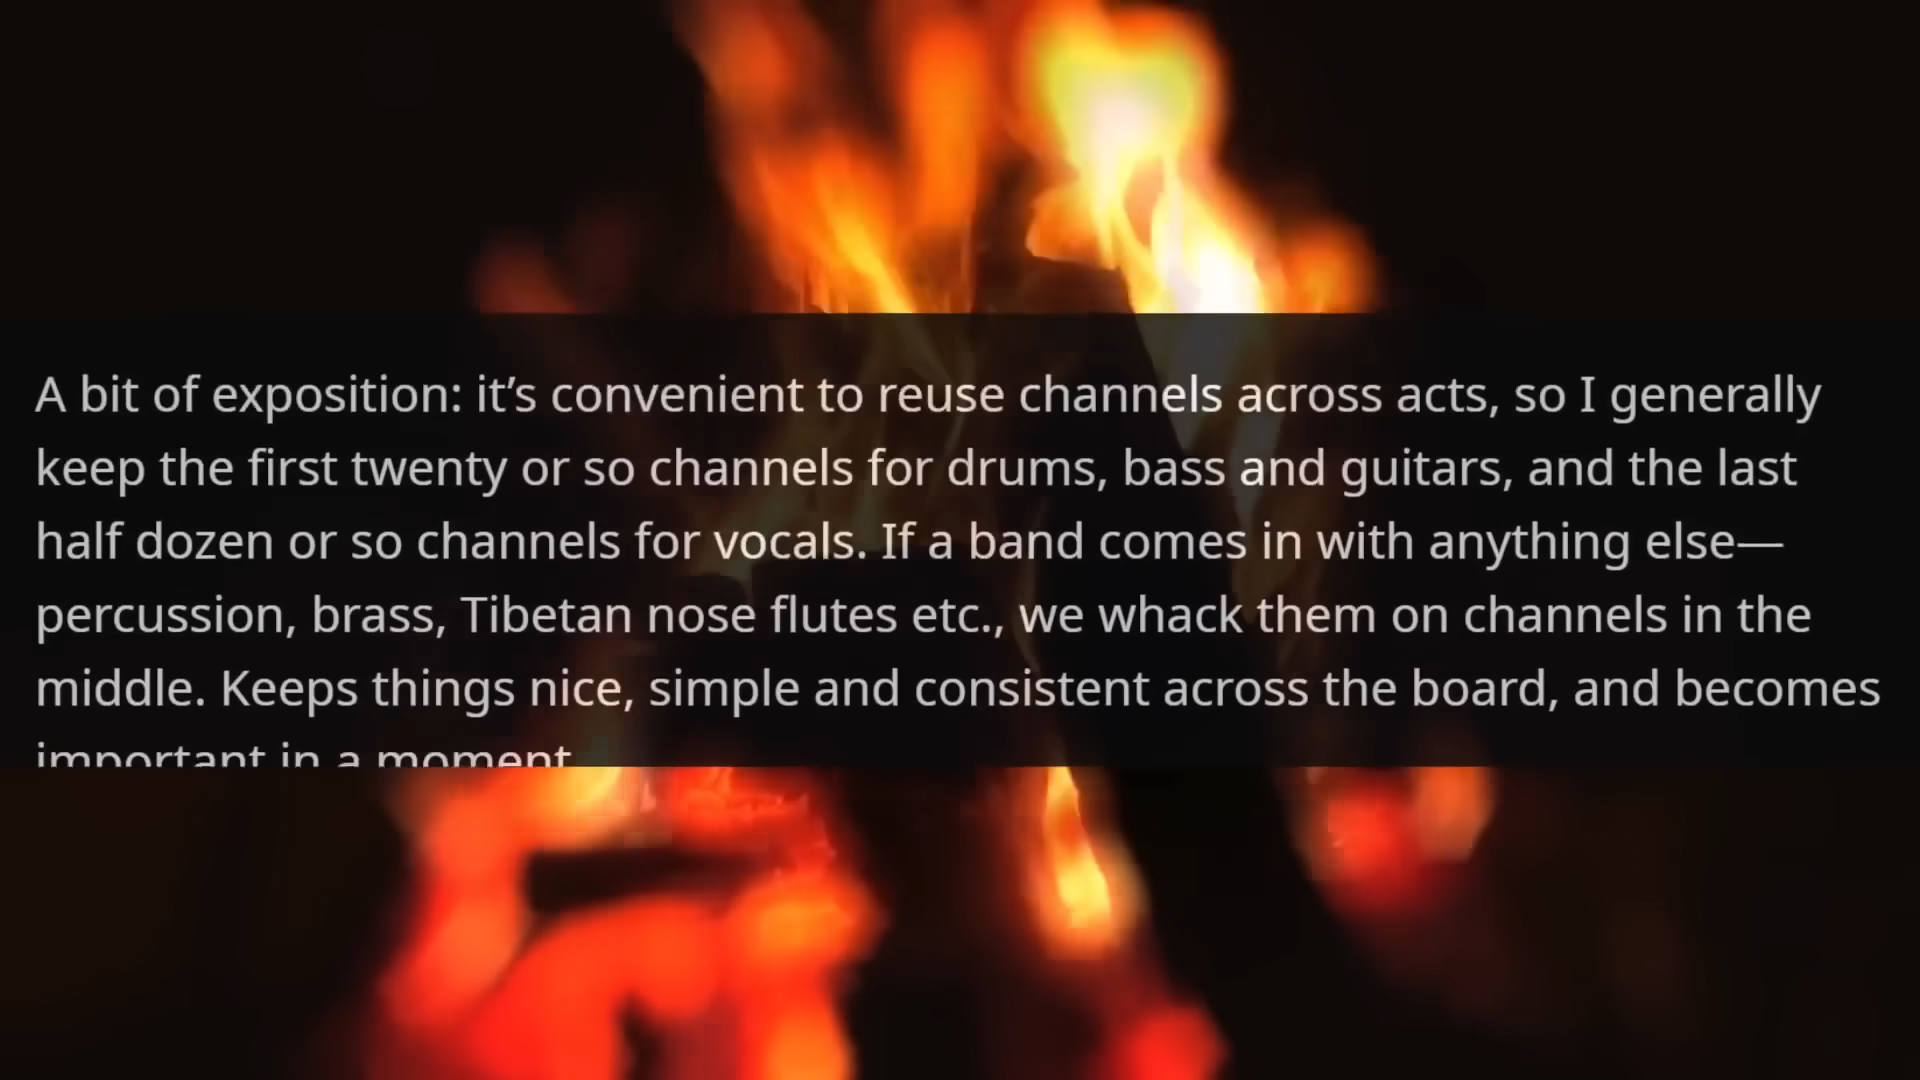 A bit of exposition: it’s convenient to reuse channels across acts, so I generally
keep the first twenty or so channels for drums, bass and guitars, and the last
half dozen or so channels for vocals. If a band comes in with anything else—
percussion, brass, Tibetan nose flutes etc., we whack them on channels in the
middle. Keeps things nice, simple and consistent across the board, and becomes
important in a moment